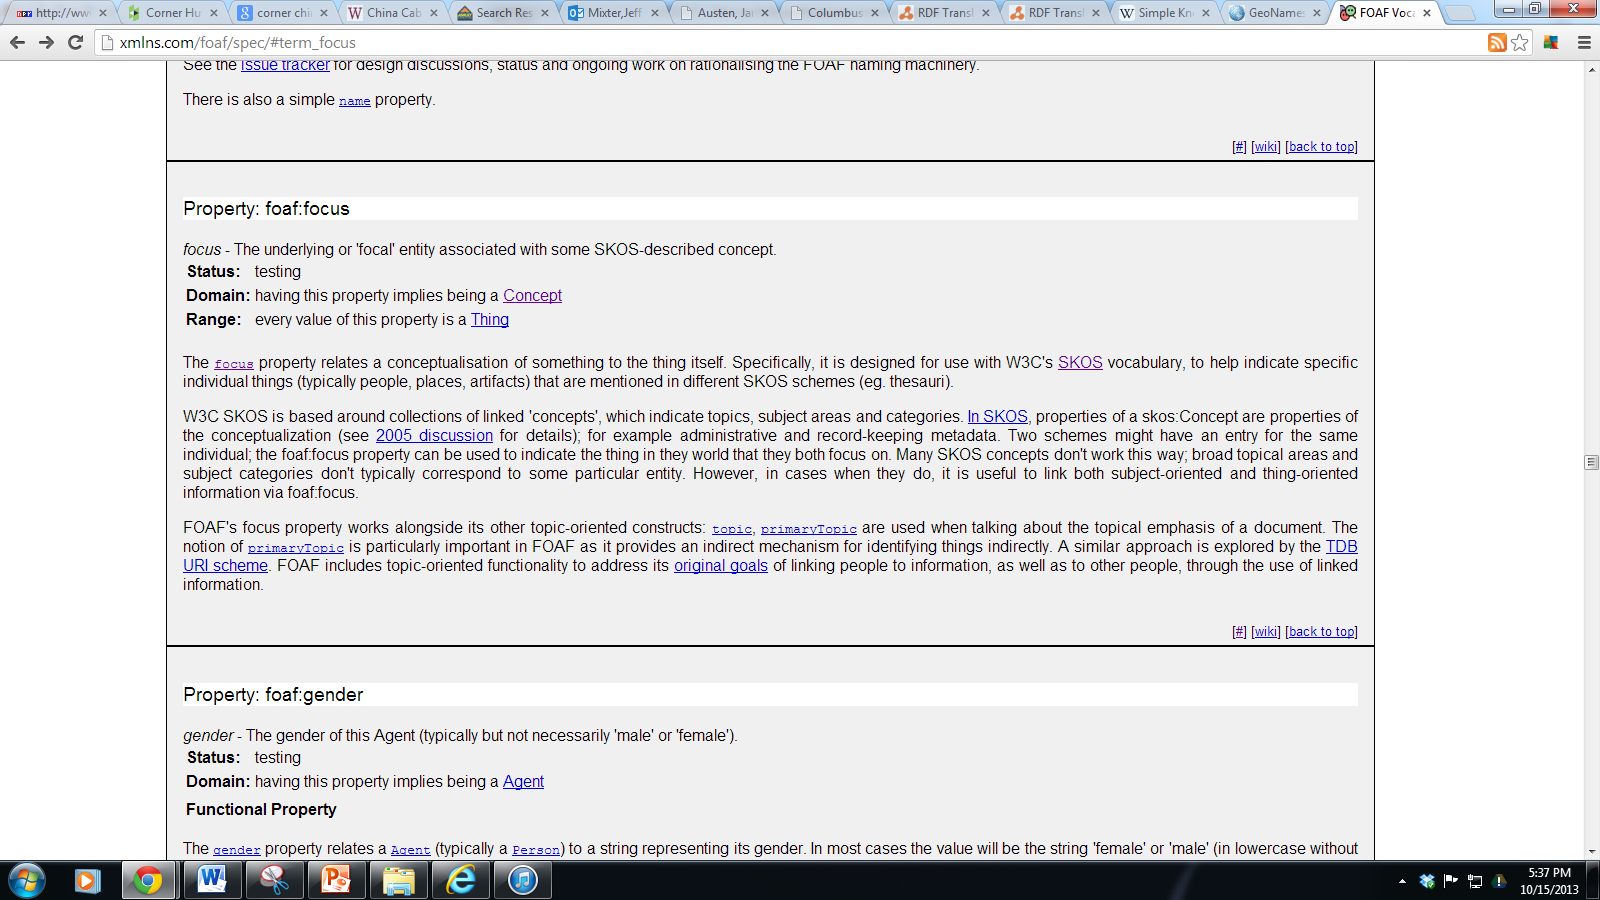 http://www
Corner Hu
corner chi
China Cab
Search Res
Mixter,Jeff
Austen, Ja
Columbus
RDF Transl
RDF Transl
Simple Kn
GeoNames
FOAF Voca
xmlns.com/foaf/spec/#term_focus
See the Issue tracker for design discussions, status and ongoing work on rationalising the FOAF naming machinery.
There is also a simple name property.
[#] [wiki] [back to top]
Property: foaf:focus
focus - The underlying or 'focal' entity associated with some SKOS-described concept.
Status: testing
Domain: having this property implies being a Concept
Range: every value of this property is a Thing
The focus property relates a conceptualisation of something to the thing itself. Specifically, it is designed for use with W3C's SKOS vocabulary, to help indicate specific
individual things (typically people, places, artifacts) that are mentioned in different SKOS schemes (eg. thesauri).
W3C SKOS is based around collections of linked 'concepts', which indicate topics, subject areas and categories. In SKOS, properties of a skos:Concept are properties of
the conceptualization (see 2005 discussion for details); for example administrative and record-keeping metadata. Two schemes might have an entry for the same
individual; the foaf:focus property can be used to indicate the thing in they world that they both focus on. Many SKOS concepts don't work this way; broad topical areas and
subject categories don't typically correspond to some particular entity. However, in cases when they do, it is useful to link both subject-oriented and thing-oriented
information via foaf:focus.
FOAF's focus property works alongside its other topic-oriented constructs: topic, primaryTopic are used when talking about the topical emphasis of a document. The
notion of primaryTopic is particularly important in FOAF as it provides an indirect mechanism for identifying things indirectly. A similar approach is explored by the TDB
URI scheme. FOAF includes topic-oriented functionality to address its original goals of linking people to information, as well as to other people, through the use of linked
information.
[#] [wiki] [back to top]
Property: foaf:gender
gender - The gender of this Agent (typically but not necessarily 'male' or 'female').
Status: testing
Domain: having this property implies being a Agent
Functional Property
The gender property relates a Agent (typically a Person) to a string representing its gender. In most cases the value will be the string 'female' or 'male' (in lowercase without
5:37 PM
10/15/2013